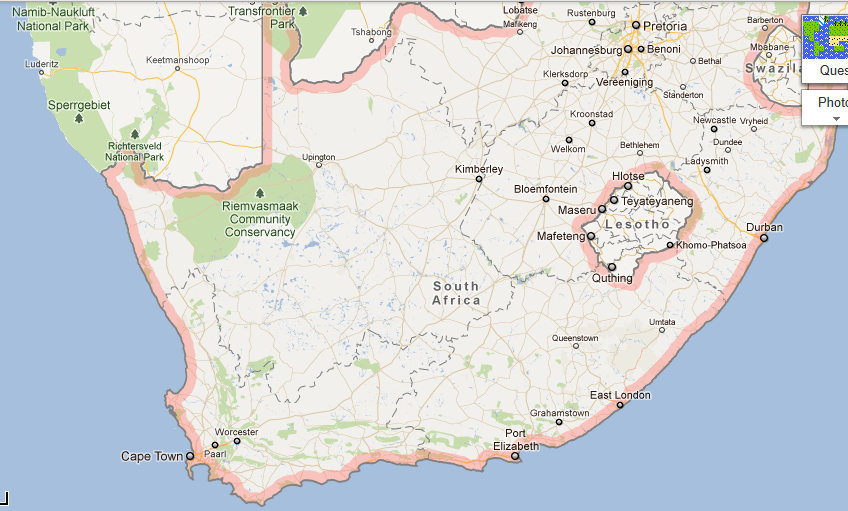 Namib-Naukluft
National Park
Transfrontier
Park
Lobatse
Mafikeng
Rustenburg
Pretoria
Barberton
Tshabong
Johannesburg
Benoni
Mbabane
Luderitz
Keetmanshoop
Bethal
Swazila
Ques
Klerksdorp
Vereeniging
Standerton
Sperrgebiet
Photo
Kroonstad
Newcastle
Vryheid
Richtersveld
National Park
Welkom
Bethlehem
Dundee
Upington
Ladysmith
Kimberley
Hlotse
Bloemfontein
Riemvasmaak
Community
Conservancy
Maseru
Teyateyaneng
Lesotho
Mafeteng
Durban
Khomo-Phatsoa
Quthing
South
Africa
Umtata
Queenstown
East London
Grahamstown
Worcester
Paarl
Cape Town
Port
Elizabeth